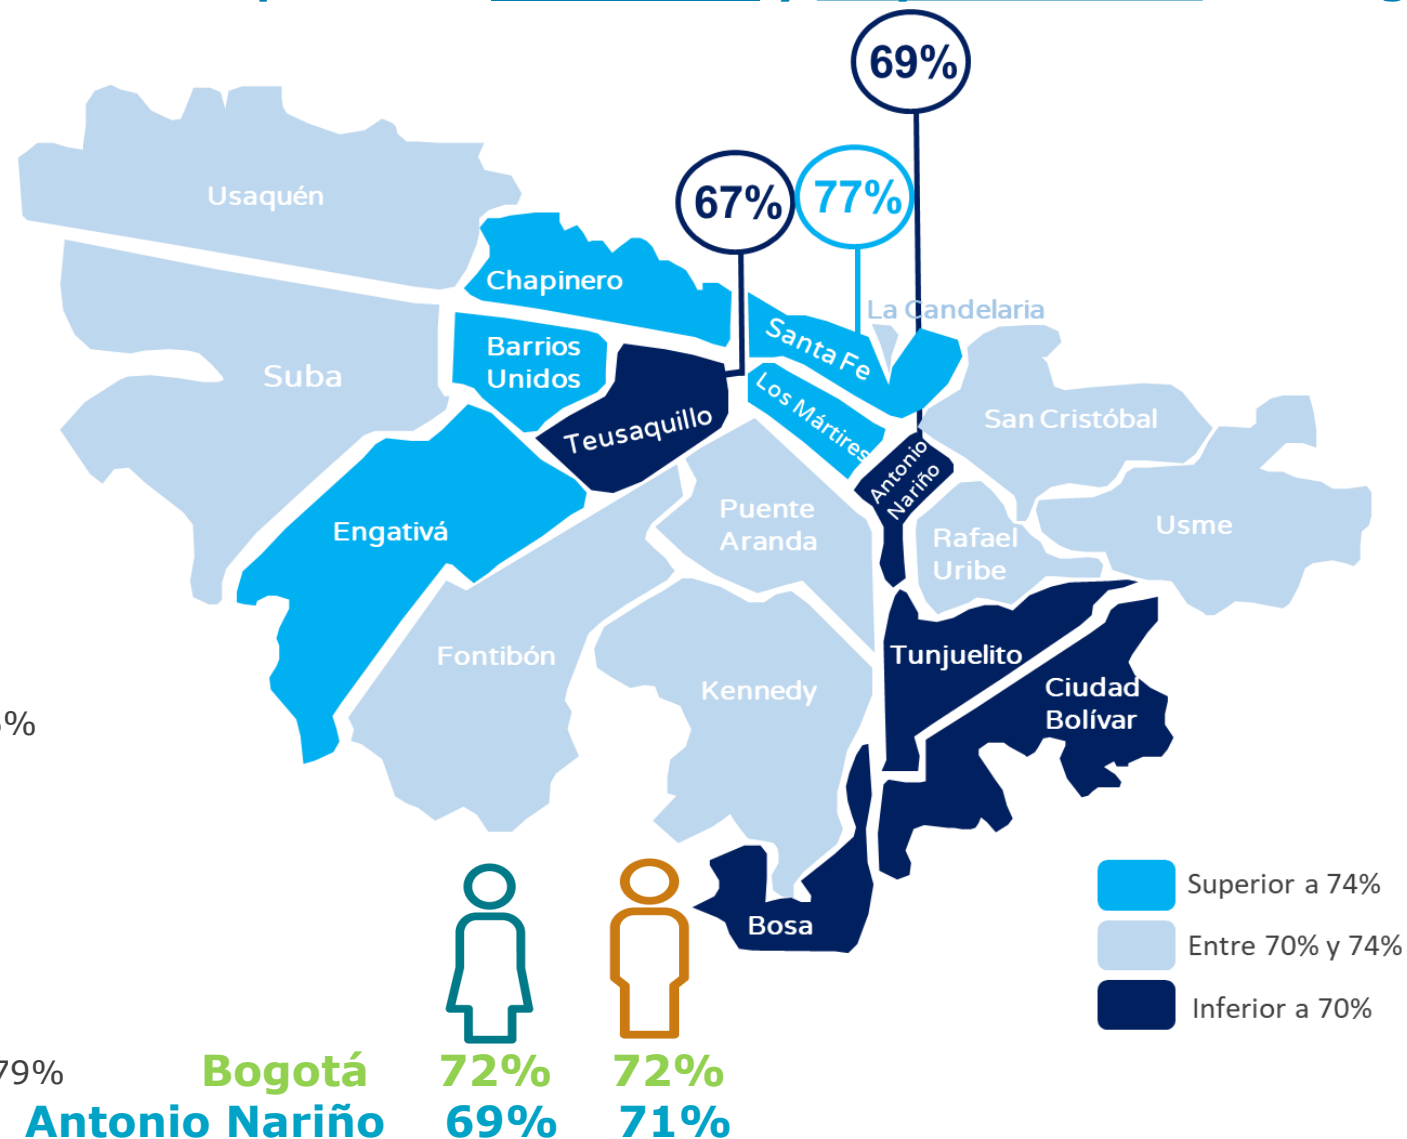 69%
67%
77%
Usaquén
Chapinero
La Candelaria
Santa Fe
Barrios
Unidos
Suba
Los Mártires
Teusaquillo
San Cristóbal
Antonio
Nariño
Engativá
Puente
Aranda
Rafael
Uribe
Usme
Fontibón
Kennedy
Tunjuelito
Ciudad
Bolívar
Bosa
Superior a 74%
Entre 70% y 74%
Inferior a 70%
79%
Bogotá 72% 72%
Antonio Nariño 69% 71%